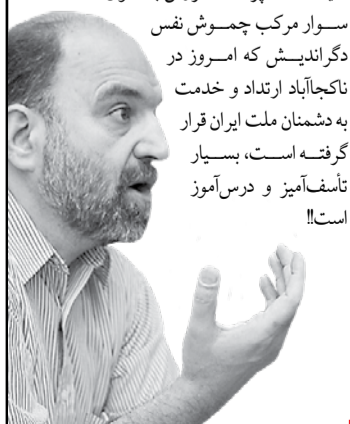 سوار مرکب چموش نفس
دگراندیش که امروز در
ناکجاآباد ارتداد و خدمت
به دشمنان ملت ایران قرار
گرفته است، بسیار
تأسف‌آمیز و درس‌آموز
است!!